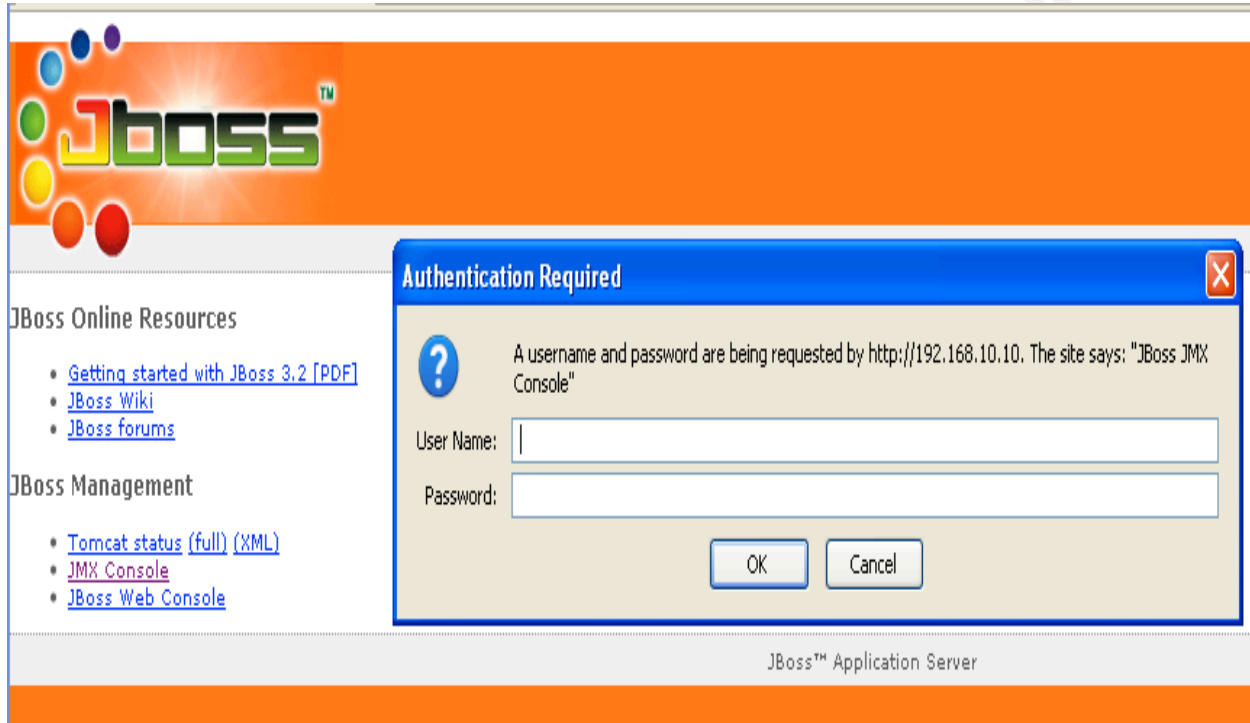 Jboss™
Authentication Required
JBoss Online Resources
Getting started with JBoss 3.2 [PDF]
JBoss Wiki
JBoss forums
A username and password are being requested by http://192.168.10.10. The site says: "JBoss JMX
Console"
User Name:
Password:
OK Cancel
JBoss Management
Tomcat status (full) (XML)
JMX Console
JBoss Web Console
JBoss™ Application Server